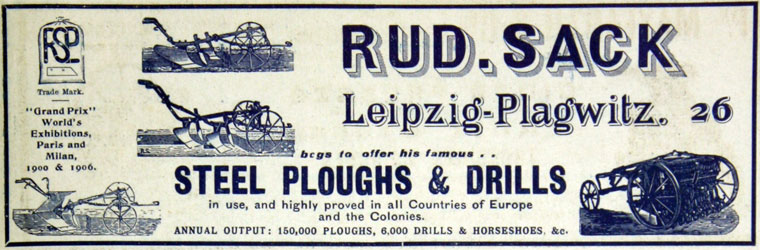 RSP
Trade Mark.
"Grand Prix"
World's
Exhibitions,
Paris and
Milan,
1900 & 1906.
RUD. SACK
Leipzig-Plagwitz. 26
begs to offer his famous . .
STEEL PLOUGHS & DRILLS
in use, and highly proved in all Countries of Europe
and the Colonies.
ANNUAL OUTPUT: 150,000 PLOUGHS, 6,000 DRILLS & HORSESHOES, &c.